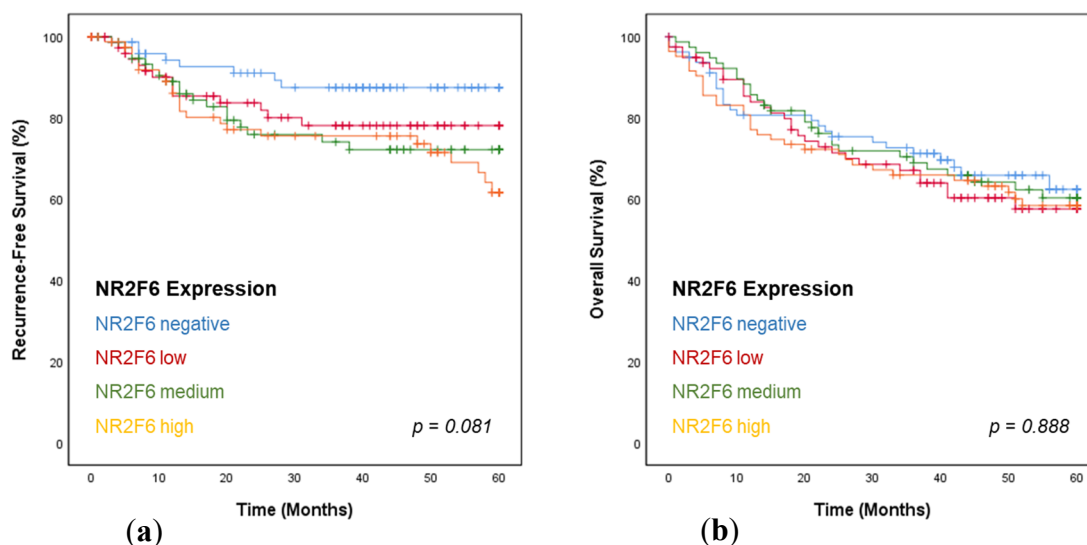 100
80
60
40
20
0
Recurrence-Free Survival (%)
NR2F6 Expression
NR2F6 negative
NR2F6 low
NR2F6 medium
NR2F6 high
p = 0.081
0 10 20 30 40 50 60
Time (Months)
(a)
100
80
60
40
20
0
Overall Survival (%)
NR2F6 Expression
NR2F6 negative
NR2F6 low
NR2F6 medium
NR2F6 high
p = 0.888
0 10 20 30 40 50 60
Time (Months)
(b)